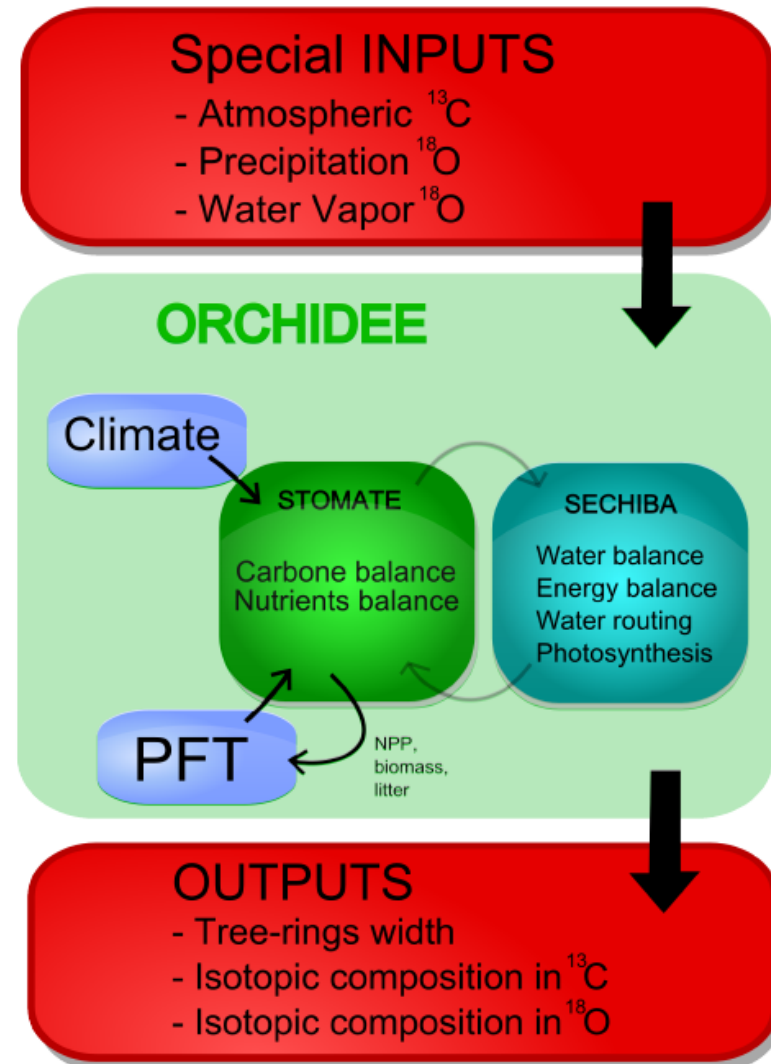 Special INPUTS
- Atmospheric ¹³C
- Precipitation ¹⁸O
- Water Vapor ¹⁸O
ORCHIDEE
Climate
STOMATE
Carbone balance
Nutrients balance
SECHIBA
Water balance
Energy balance
Water routing
Photosynthesis
PFT
NPP,
biomass,
litter
OUTPUTS
- Tree-rings width
- Isotopic composition in ¹³C
- Isotopic composition in ¹⁸O